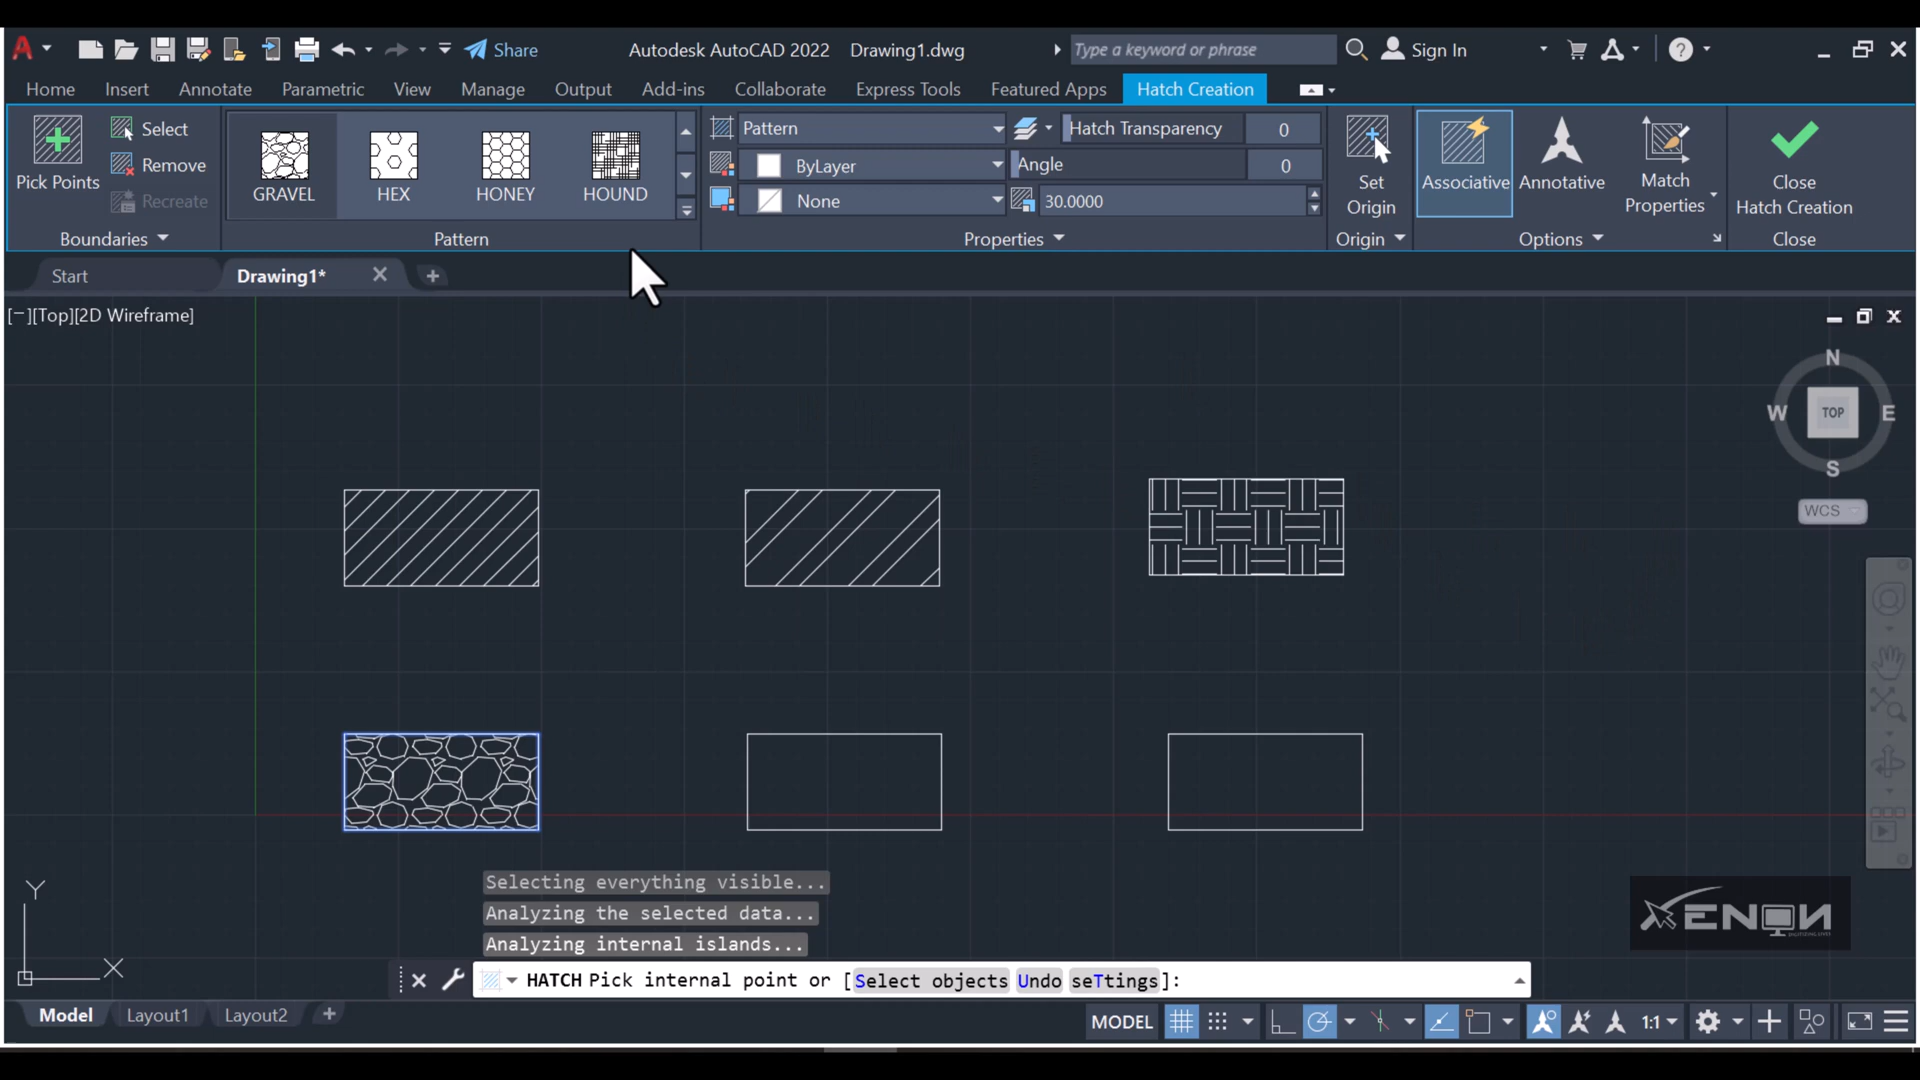 Share
Autodesk AutoCAD 2022 Drawing1.dwg
Type a keyword or phrase
Sign In
Home Insert Annotate Parametric View Manage Output Add-ins Collaborate Express Tools Featured Apps Hatch Creation
Pick Points
Select
Remove
Recreate
Boundaries
GRAVEL HEX HONEY HOUND
Pattern
Pattern
ByLayer
None
Hatch Transparency 0
Angle 0
30.0000
Properties
Set
Origin
Origin
Associative
Annotative
Match
Properties
Options
Close
Hatch Creation
Close
Start Drawing1*
[−][Top][2D Wireframe]
N
W TOP E
S
WCS
Selecting everything visible...
Analyzing the selected data...
Analyzing internal islands...
HATCH Pick internal point or [Select objects Undo seTtings]:
Y
X
Model Layout1 Layout2
MODEL 1:1